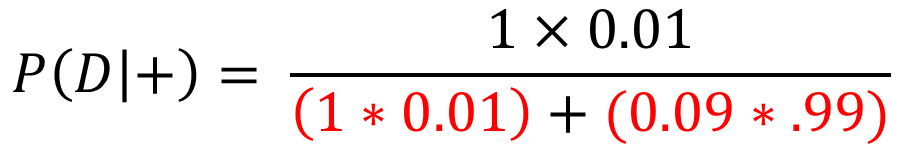 1 × 0.01
P(D|+) =
(1 * 0.01) + (0.09 * .99)